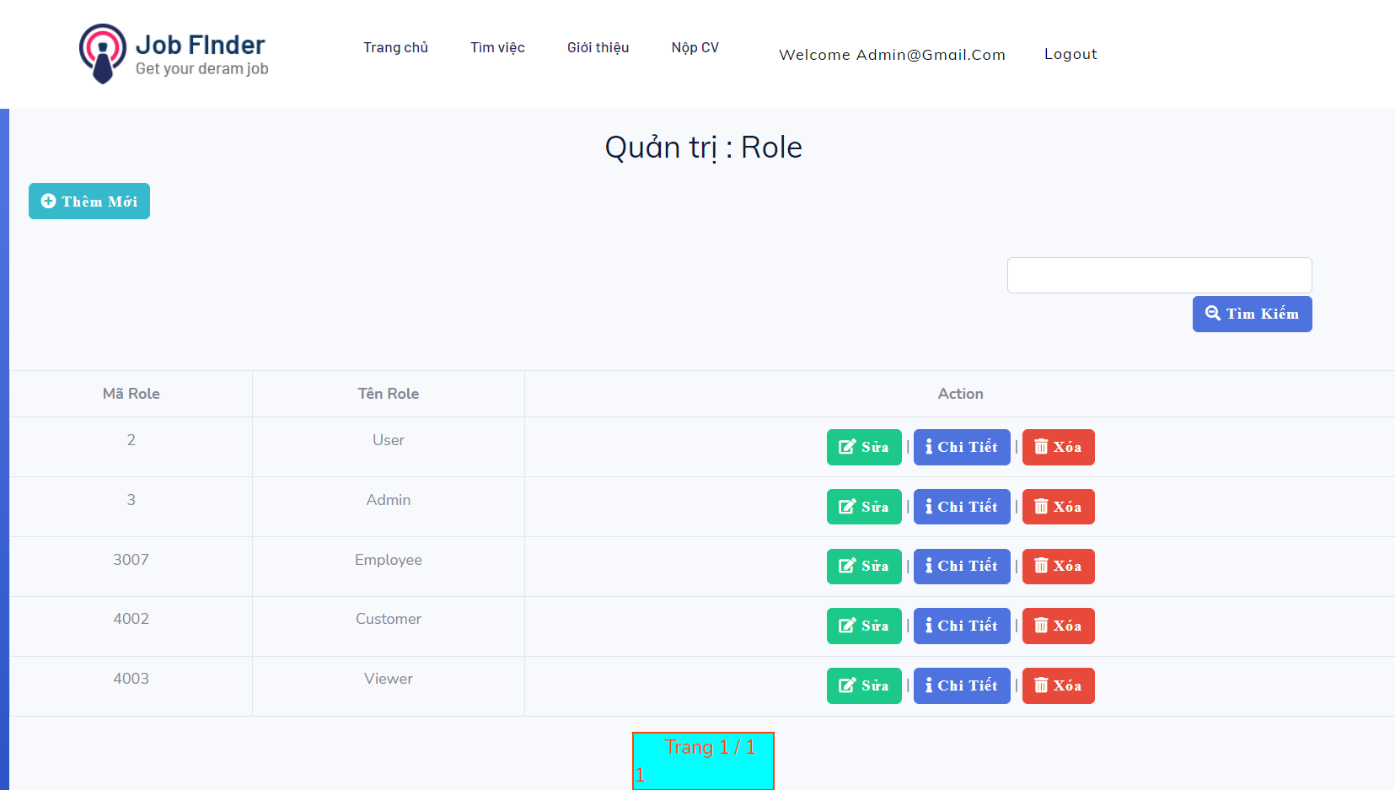 Job FInder
Get your deram job
Trang chủ Tìm việc Giới thiệu Nộp CV Welcome Admin@Gmail.Com Logout
Quản trị : Role
Thêm Mới
Tìm Kiếm
Mã Role Tên Role Action
2 User Sửa | Chi Tiết | Xóa
3 Admin Sửa | Chi Tiết | Xóa
3007 Employee Sửa | Chi Tiết | Xóa
4002 Customer Sửa | Chi Tiết | Xóa
4003 Viewer Sửa | Chi Tiết | Xóa
Trang 1 / 1
1